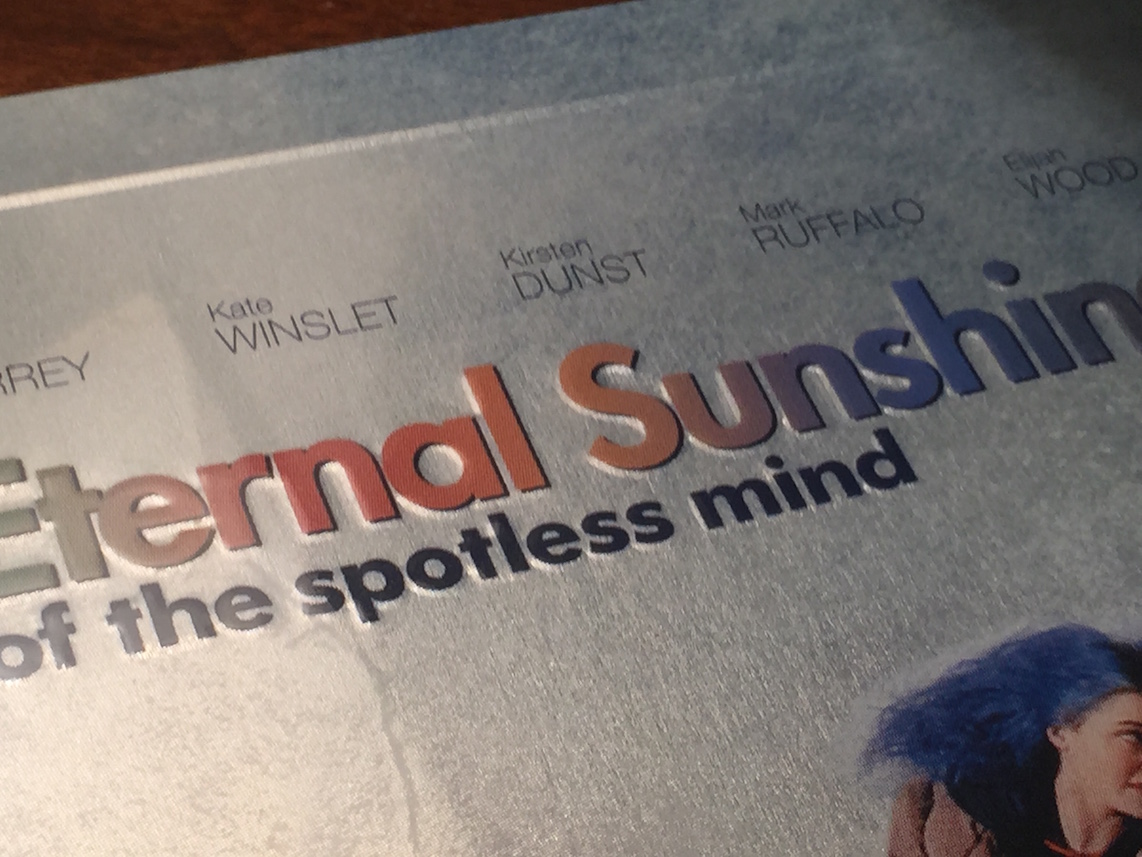 RREY
Kate
WINSLET
Kirsten
DUNST
Mark
RUFFALO
Elijah
WOOD
Eternal Sunshin
of the spotless mind